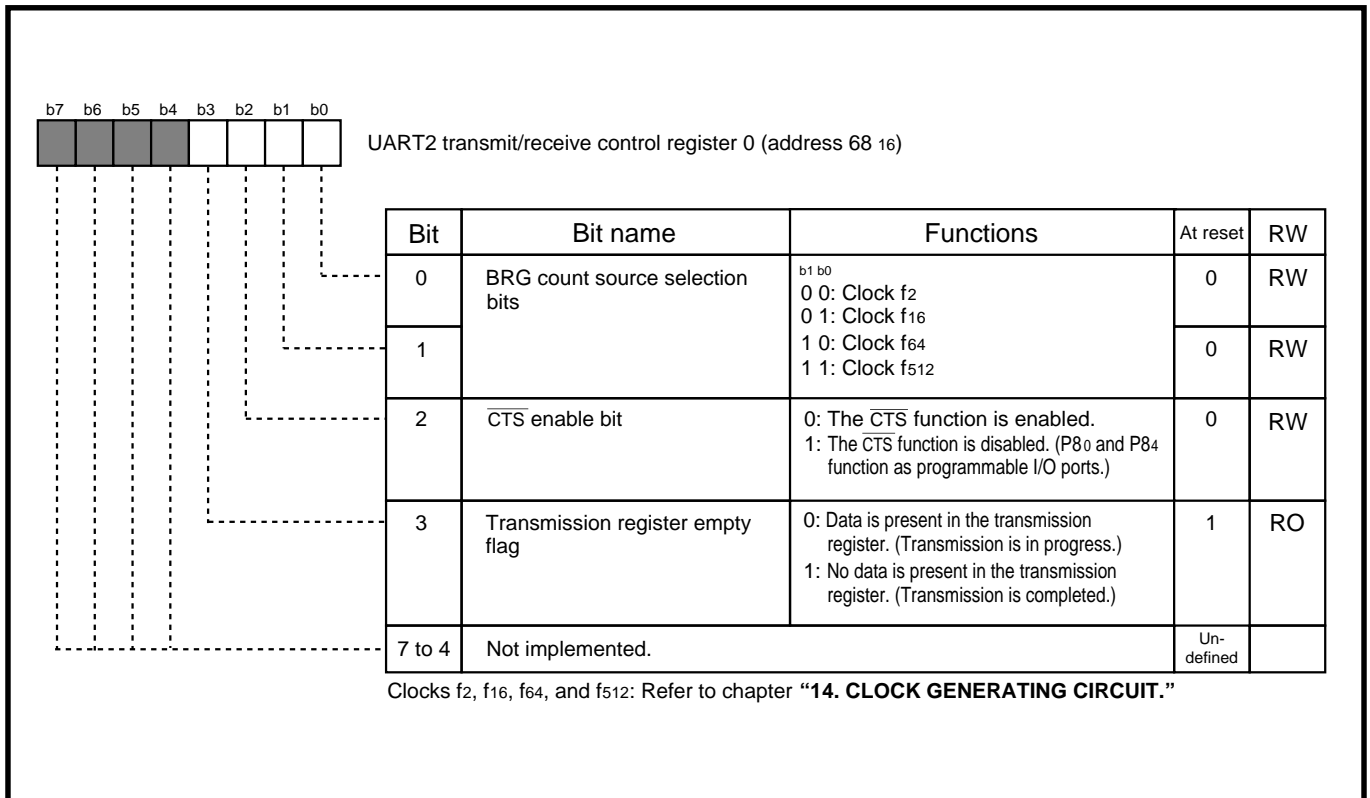 b7 b6 b5 b4 b3 b2 b1 b0
UART2 transmit/receive control register 0 (address 68 16)
Bit Bit name Functions At reset RW
0 BRG count source selection bits
b1 b0
0 0: Clock f2
0 1: Clock f16
1 0: Clock f64
1 1: Clock f512
0 RW
1 0 RW
2 CTS enable bit
0: The CTS function is enabled.
1: The CTS function is disabled. (P80 and P84
function as programmable I/O ports.)
0 RW
3 Transmission register empty
flag
0: Data is present in the transmission
register. (Transmission is in progress.)
1: No data is present in the transmission
register. (Transmission is completed.)
1 RO
7 to 4 Not implemented.
Un-
defined
Clocks f2, f16, f64, and f512: Refer to chapter “14. CLOCK GENERATING CIRCUIT.”